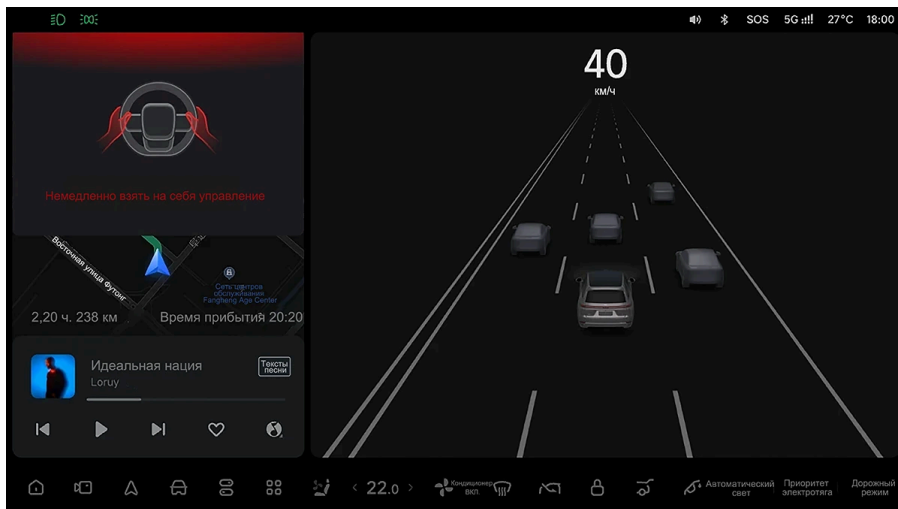 SOS 5G 27°C 18:00
40
км/ч
Немедленно взять на себя управление
Восточная улица Футонг
Сеть центров
обслуживания
Fangheng Age Center
2,20 ч. 238 км
Время прибытия 20:20
Идеальная нация
Loruy
Тексты
песни
22.0
Кондиционер
вкл.
Автоматический
свет
Приоритет
электротяга
Дорожный
режим